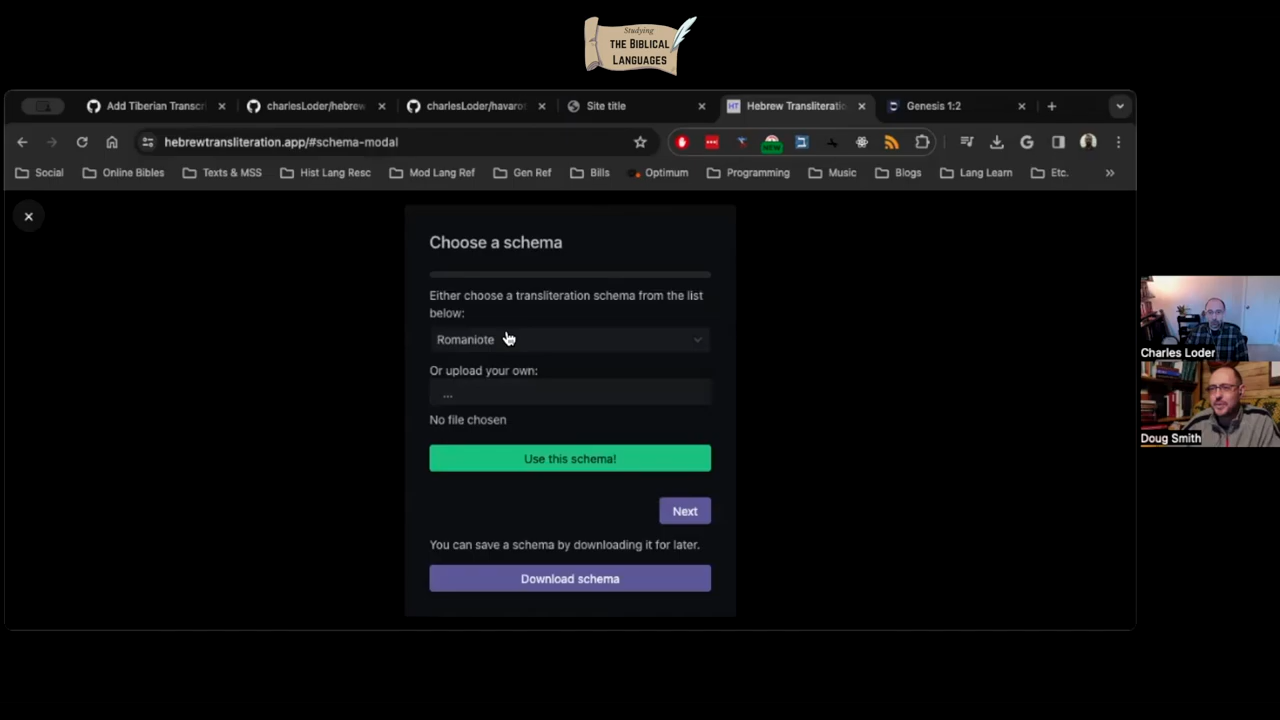 Studying
THE BIBLICAL
LANGUAGES
Add Tiberian Transcri
charlesLoder/hebrew
charlesLoder/havaro
Site title
HT
Hebrew Transliteratio
Genesis 1:2
hebrewtransliteration.app/#schema-modal
NEW
G
Social
Online Bibles
Texts & MSS
Hist Lang Resc
Mod Lang Ref
Gen Ref
Bills
Optimum
Programming
Music
Blogs
Lang Learn
Etc.
Choose a schema
Either choose a transliteration schema from the list
below:
Romaniote
Or upload your own:
...
No file chosen
Use this schema!
Next
You can save a schema by downloading it for later.
Download schema
Charles Loder
Doug Smith